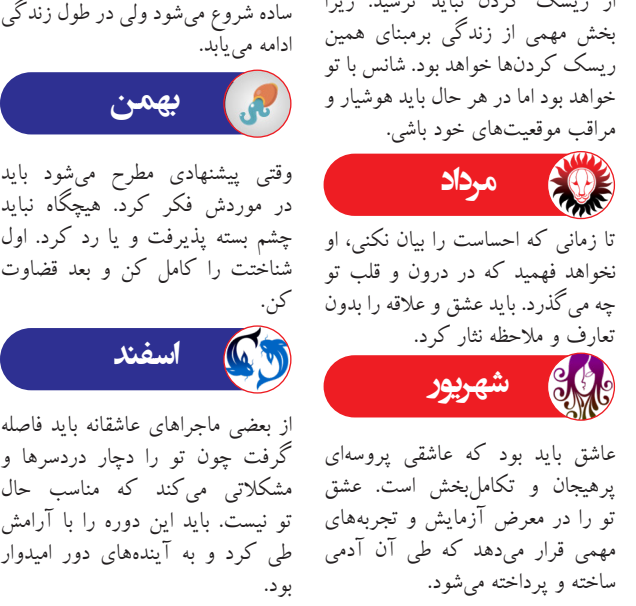 از ریسک کردن نباید ترسید. زیرا
بخش مهمی از زندگی برمبنای همین
ریسک کردن‌ها خواهد بود. شانس با تو
خواهد بود اما در هر حال باید هوشیار و
مراقب موقعیت‌های خود باشی.
مرداد
تا زمانی که احساست را بیان نکنی، او
نخواهد فهمید که در درون و قلب تو
چه می‌گذرد. باید عشق و علاقه را بدون
تعارف و ملاحظه نثار کرد.
شهریور
عاشق باید بود که عاشقی پروسه‌ای
پرهیجان و تکامل‌بخش است. عشق
تو را در معرض آزمایش و تجربه‌های
مهمی قرار می‌دهد که طی آن آدمی
ساخته و پرداخته می‌شود.
ساده شروع می‌شود ولی در طول زندگی
ادامه می‌یابد.
بهمن
وقتی پیشنهادی مطرح می‌شود باید
در موردش فکر کرد. هیچگاه نباید
چشم بسته پذیرفت و یا رد کرد. اول
شناختت را کامل کن و بعد قضاوت
کن.
اسفند
از بعضی ماجراهای عاشقانه باید فاصله
گرفت چون تو را دچار دردسرها و
مشکلاتی می‌کند که مناسب حال
تو نیست. باید این دوره را با آرامش
طی کرد و به آینده‌های دور امیدوار
بود.